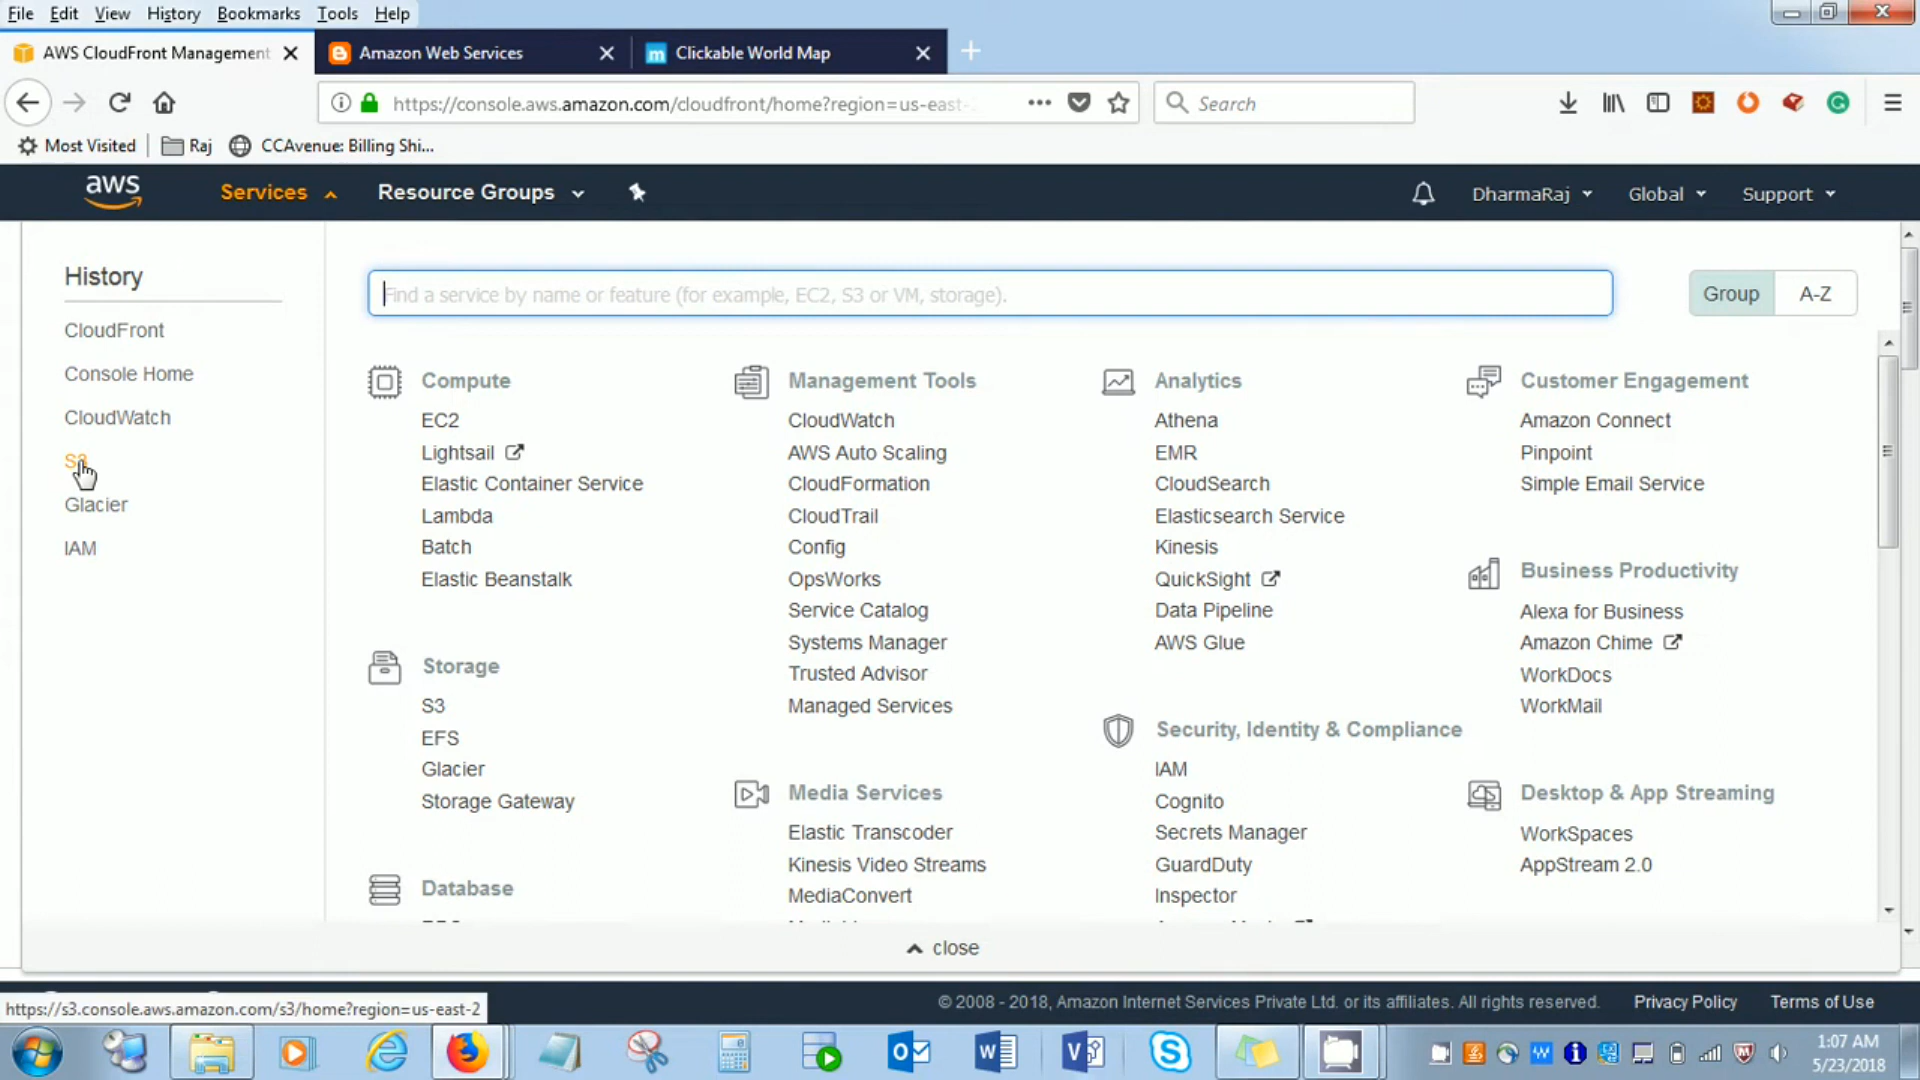 File Edit View History Bookmarks Tools Help
AWS CloudFront Management
Amazon Web Services
Clickable World Map
https://console.aws.amazon.com/cloudfront/home?region=us-east-
Search
Most Visited
Raj
CCAvenue: Billing Shi...
aws
Services
Resource Groups
DharmaRaj
Global
Support
History
CloudFront
Console Home
CloudWatch
S3
Glacier
IAM
Find a service by name or feature (for example, EC2, S3 or VM, storage).
Group
A-Z
Compute
EC2
Lightsail
Elastic Container Service
Lambda
Batch
Elastic Beanstalk
Storage
S3
EFS
Glacier
Storage Gateway
Database
Management Tools
CloudWatch
AWS Auto Scaling
CloudFormation
CloudTrail
Config
OpsWorks
Service Catalog
Systems Manager
Trusted Advisor
Managed Services
Media Services
Elastic Transcoder
Kinesis Video Streams
MediaConvert
Analytics
Athena
EMR
CloudSearch
Elasticsearch Service
Kinesis
QuickSight
Data Pipeline
AWS Glue
Security, Identity & Compliance
IAM
Cognito
Secrets Manager
GuardDuty
Inspector
Customer Engagement
Amazon Connect
Pinpoint
Simple Email Service
Business Productivity
Alexa for Business
Amazon Chime
WorkDocs
WorkMail
Desktop & App Streaming
WorkSpaces
AppStream 2.0
close
https://s3.console.aws.amazon.com/s3/home?region=us-east-2
© 2008 - 2018, Amazon Internet Services Private Ltd. or its affiliates. All rights reserved.
Privacy Policy
Terms of Use
1:07 AM
5/23/2018